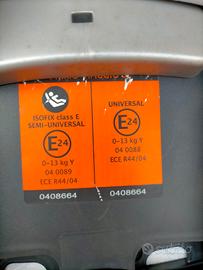 ISOFIX class E
SEMI-UNIVERSAL
E24
0-13 kg Y
04 0089
ECE R44/04
0408664
UNIVERSAL
E24
0-13 kg Y
04 0088
ECE R44/04
0408664